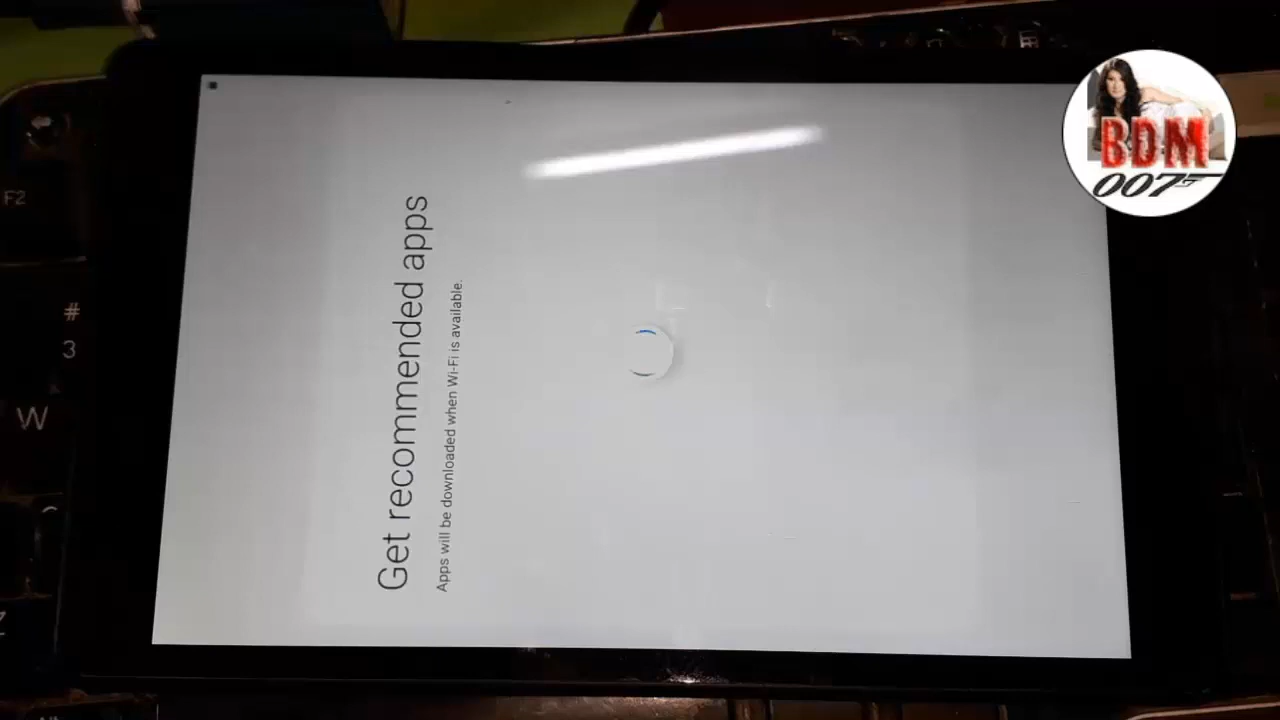 Get recommended apps
Apps will be downloaded when Wi-Fi is available.
BDM
007
F2
#
3
W
Z